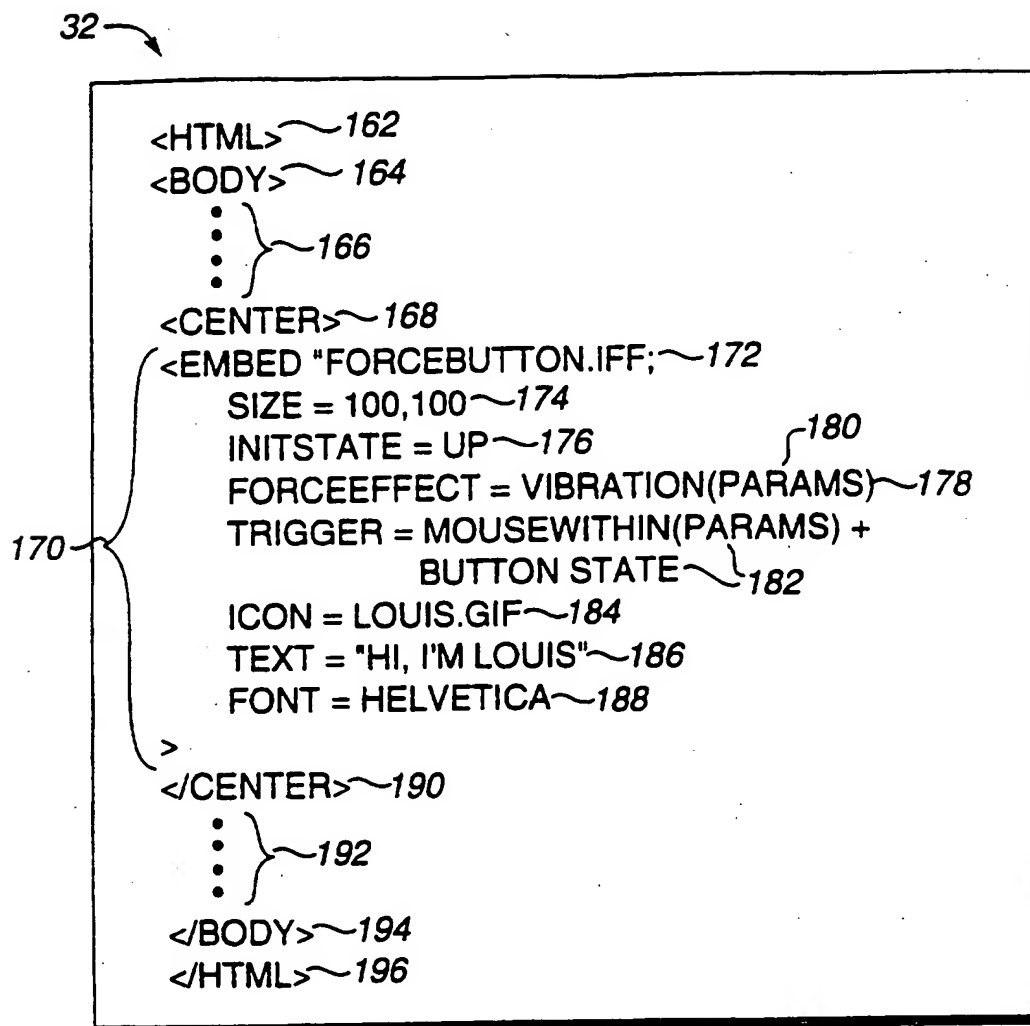 32
<HTML> 162
<BODY> 164
166
<CENTER> 168
<EMBED "FORCEBUTTON.IFF; 172
SIZE = 100,100 174
INITSTATE = UP 176
180
FORCEEFFECT = VIBRATION(PARAMS) 178
170
TRIGGER = MOUSEWITHIN(PARAMS) +
BUTTON STATE 182
ICON = LOUIS.GIF 184
TEXT = "HI, I'M LOUIS" 186
FONT = HELVETICA 188
>
</CENTER> 190
192
</BODY> 194
</HTML> 196